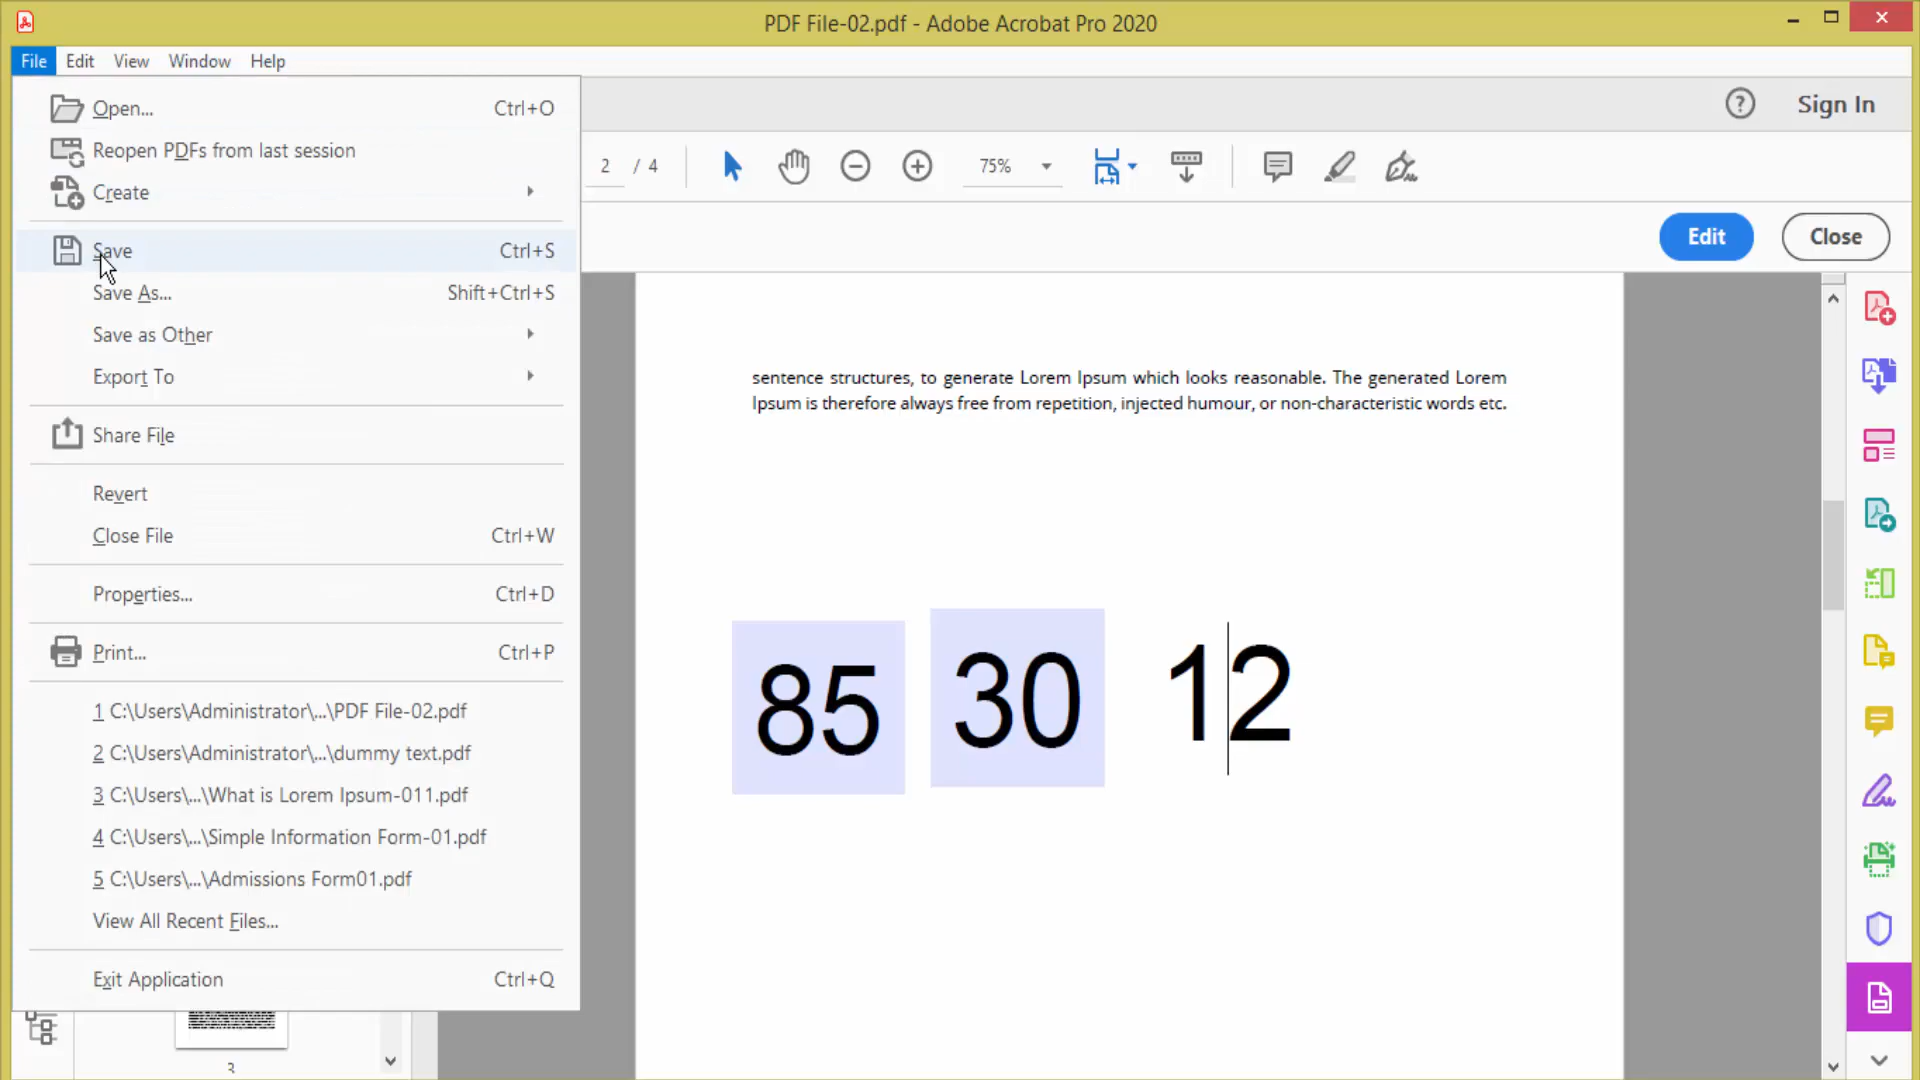 PDF File-02.pdf - Adobe Acrobat Pro 2020
File Edit View Window Help
Open... Ctrl+O
Reopen PDFs from last session
Create
Save Ctrl+S
Save As... Shift+Ctrl+S
Save as Other
Export To
Share File
Revert
Close File Ctrl+W
Properties... Ctrl+D
Print... Ctrl+P
1 C:\Users\Administrator\...\PDF File-02.pdf
2 C:\Users\Administrator\...\dummy text.pdf
3 C:\Users\...\What is Lorem Ipsum-011.pdf
4 C:\Users\...\Simple Information Form-01.pdf
5 C:\Users\...\Admissions Form01.pdf
View All Recent Files...
Exit Application Ctrl+Q
3
? Sign In
2 / 4 75%
Edit Close
sentence structures, to generate Lorem Ipsum which looks reasonable. The generated Lorem
Ipsum is therefore always free from repetition, injected humour, or non-characteristic words etc.
85 30 12